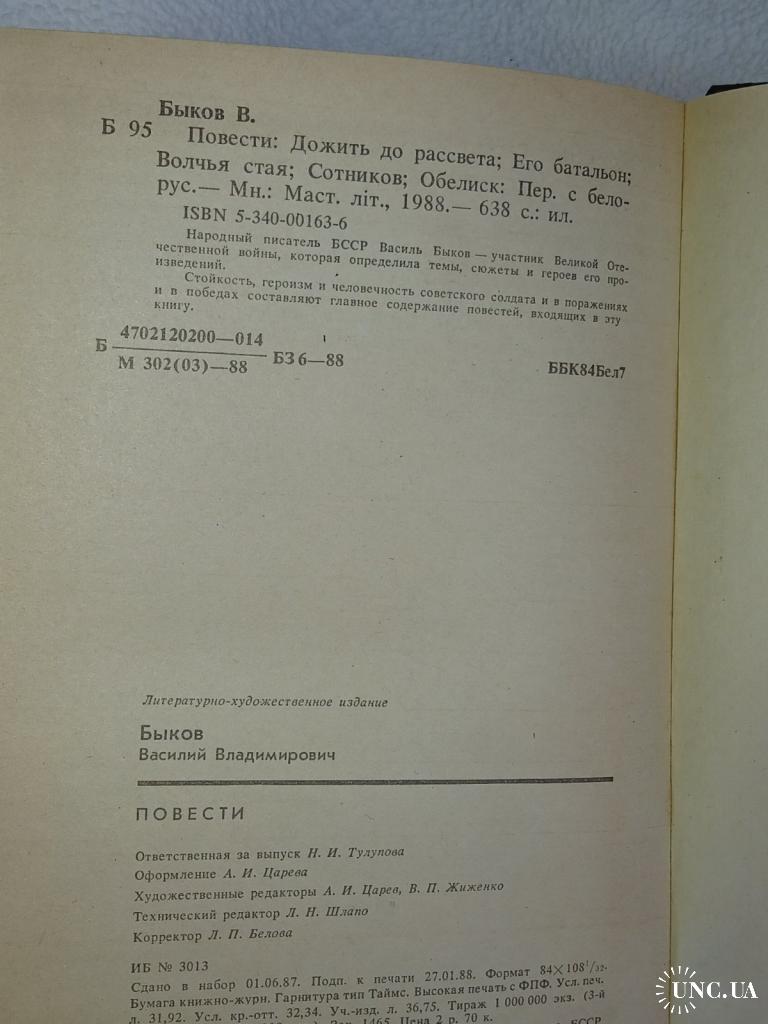 Быков В.
Б 95 Повести: Дожить до рассвета; Его батальон;
Волчья стая; Сотников; Обелиск: Пер. с бело-
рус.— Мн.: Маст. літ., 1988.— 638 с.: ил.
ISBN 5-340-00163-6
Народный писатель БССР Василь Быков — участник Великой Оте-
чественной войны, которая определила темы, сюжеты и героев его про-
изведений.
Стойкость, героизм и человечность советского солдата и в поражениях
и в победах составляют главное содержание повестей, входящих в эту
книгу.
Б 4702120200—014
М 302(03)—88
БЗ 6—88
ББК84Бел7
Литературно-художественное издание
Быков
Василий Владимирович
ПОВЕСТИ
Ответственная за выпуск Н. И. Тулупова
Оформление А. И. Царева
Художественные редакторы А. И. Царев, В. П. Жиженко
Технический редактор Л. Н. Шлапо
Корректор Л. П. Белова
ИБ № 3013
Сдано в набор 01.06.87. Подп. к печати 27.01.88. Формат 84×108¹/₃₂.
Бумага книжно-журн. Гарнитура тип Таймс. Высокая печать с ФПФ. Усл. печ.
л. 31,92. Усл. кр.-отт. 32,34. Уч.-изд. л. 36,75. Тираж 1 000 000 экз. (3-й
1465. Цена 2 р. 70 к.
БССР
UNC.UA